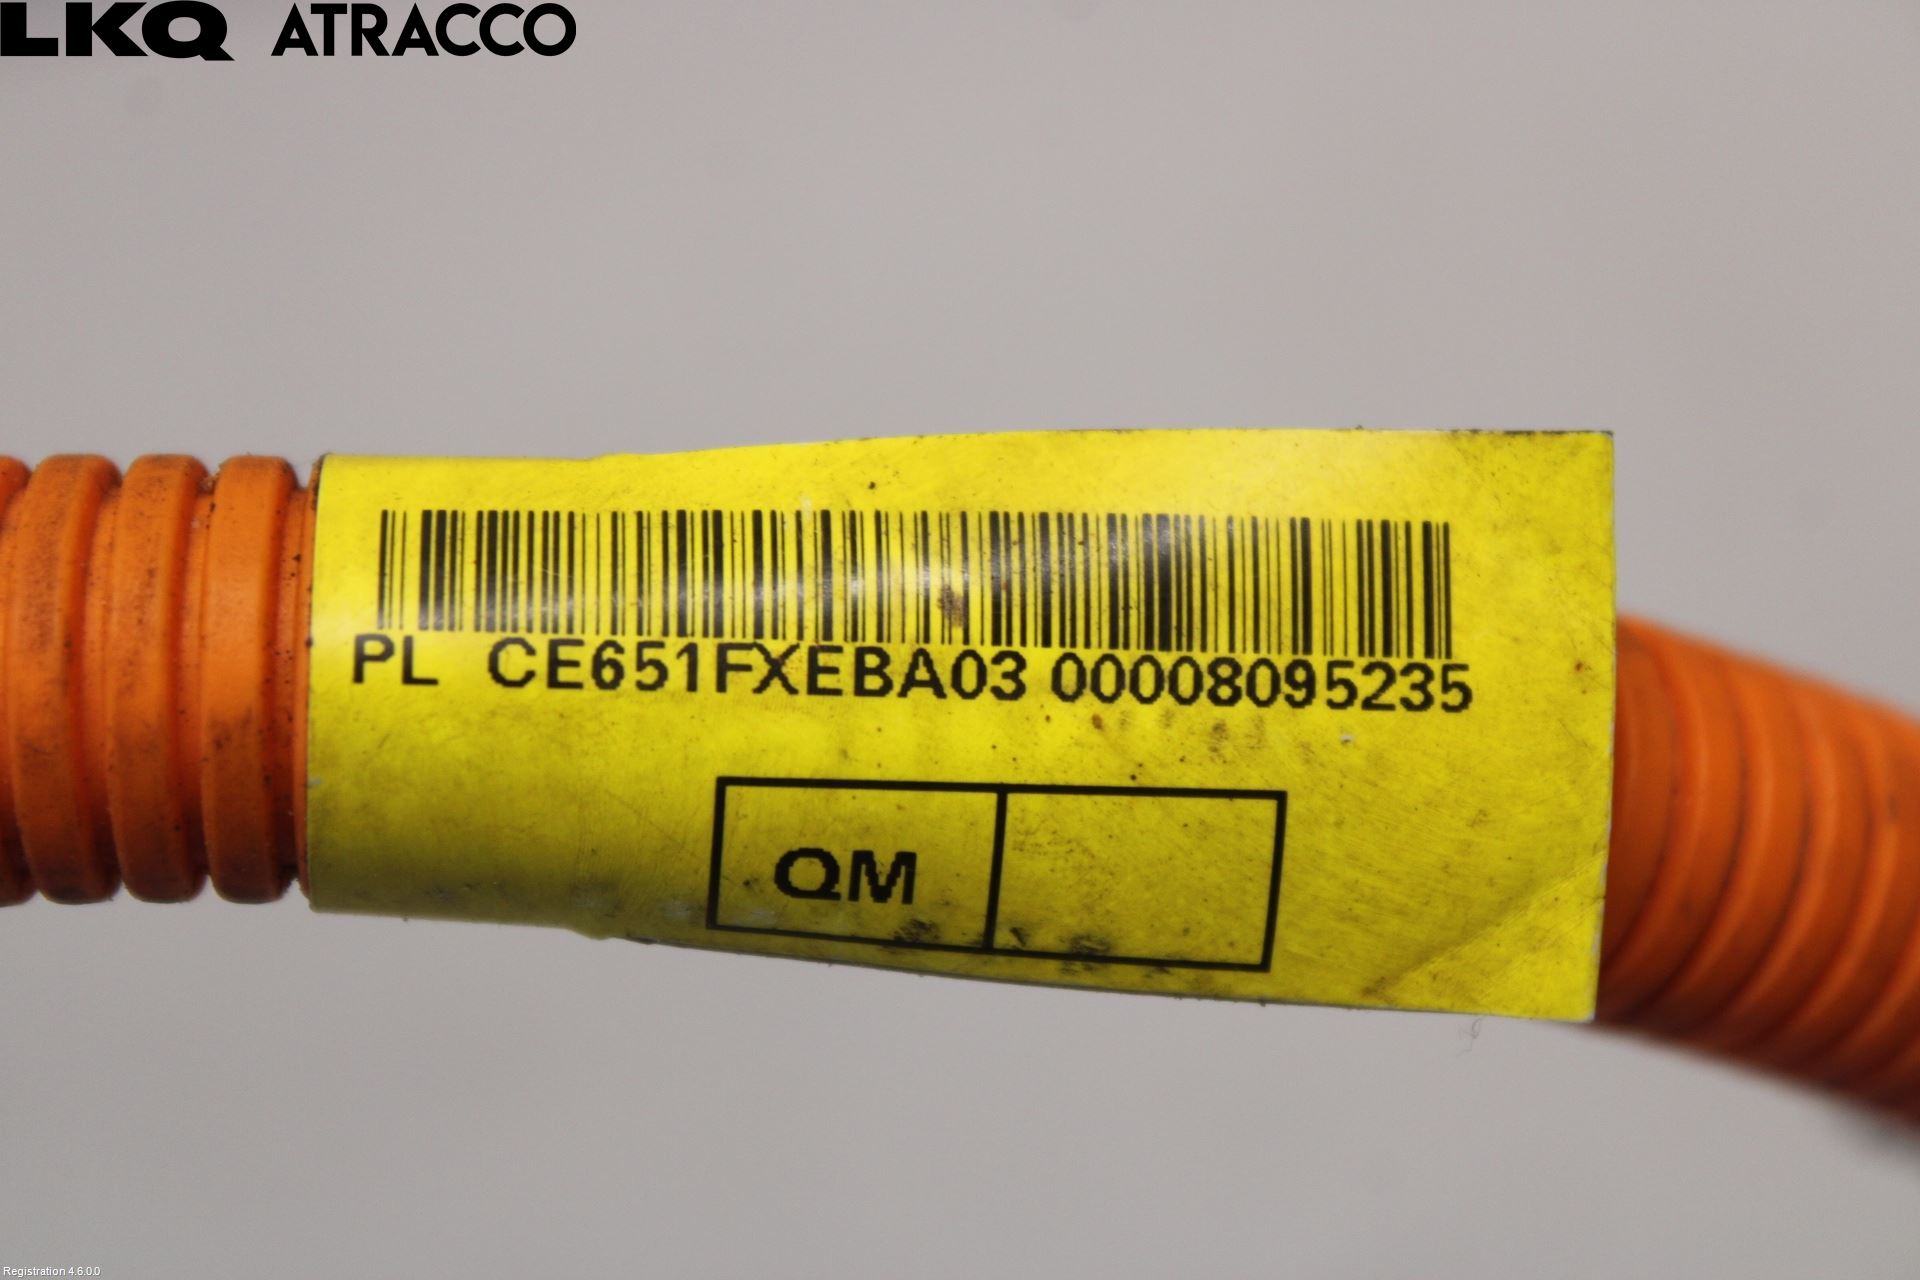 LKQ ATRACCO
PL CE651FXEBA03 00008095235
QM
Registration 4.6.0.0